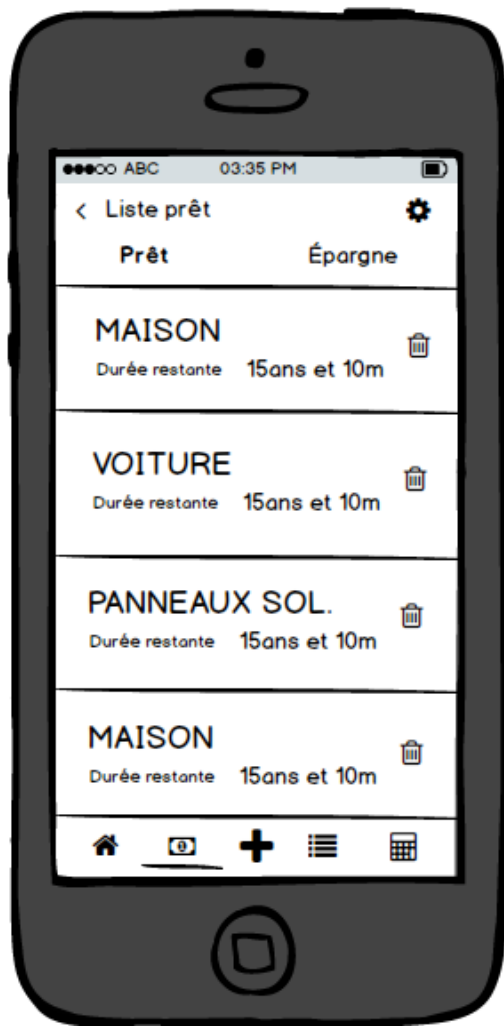 ABC 03:35 PM
< Liste prêt
Prêt Épargne
MAISON
Durée restante 15ans et 10m
VOITURE
Durée restante 15ans et 10m
PANNEAUX SOL.
Durée restante 15ans et 10m
MAISON
Durée restante 15ans et 10m